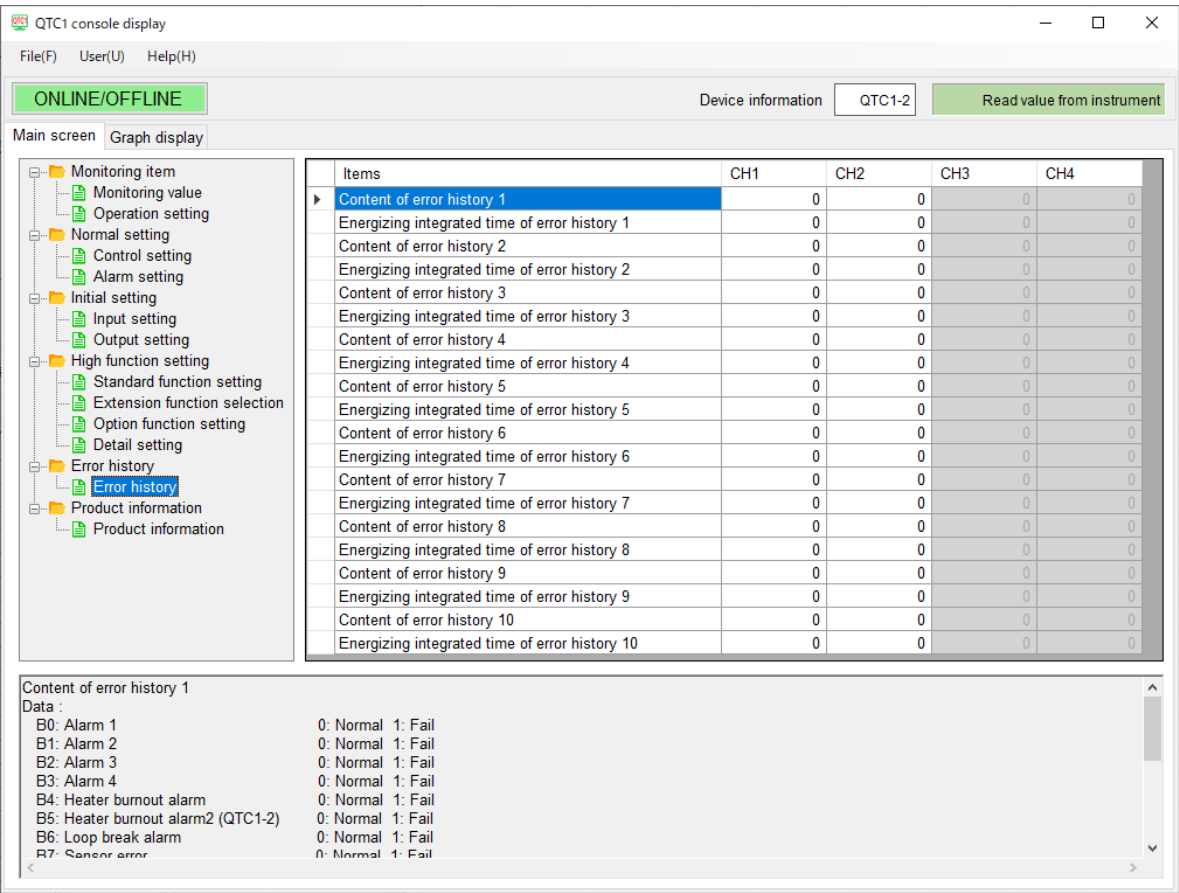 QTC1 console display
File(F) User(U) Help(H)
ONLINE/OFFLINE Device information QTC1-2 Read value from instrument
Main screen Graph display
Monitoring item
Monitoring value
Operation setting
Normal setting
Control setting
Alarm setting
Initial setting
Input setting
Output setting
High function setting
Standard function setting
Extension function selection
Option function setting
Detail setting
Error history
Error history
Product information
Product information
Items CH1 CH2 CH3 CH4
Content of error history 1 0 0 0 0
Energizing integrated time of error history 1 0 0 0 0
Content of error history 2 0 0 0 0
Energizing integrated time of error history 2 0 0 0 0
Content of error history 3 0 0 0 0
Energizing integrated time of error history 3 0 0 0 0
Content of error history 4 0 0 0 0
Energizing integrated time of error history 4 0 0 0 0
Content of error history 5 0 0 0 0
Energizing integrated time of error history 5 0 0 0 0
Content of error history 6 0 0 0 0
Energizing integrated time of error history 6 0 0 0 0
Content of error history 7 0 0 0 0
Energizing integrated time of error history 7 0 0 0 0
Content of error history 8 0 0 0 0
Energizing integrated time of error history 8 0 0 0 0
Content of error history 9 0 0 0 0
Energizing integrated time of error history 9 0 0 0 0
Content of error history 10 0 0 0 0
Energizing integrated time of error history 10 0 0 0 0
Content of error history 1
Data :
B0: Alarm 1 0: Normal 1: Fail
B1: Alarm 2 0: Normal 1: Fail
B2: Alarm 3 0: Normal 1: Fail
B3: Alarm 4 0: Normal 1: Fail
B4: Heater burnout alarm 0: Normal 1: Fail
B5: Heater burnout alarm2 (QTC1-2) 0: Normal 1: Fail
B6: Loop break alarm 0: Normal 1: Fail
B7: Sensor error 0: Normal 1: Fail